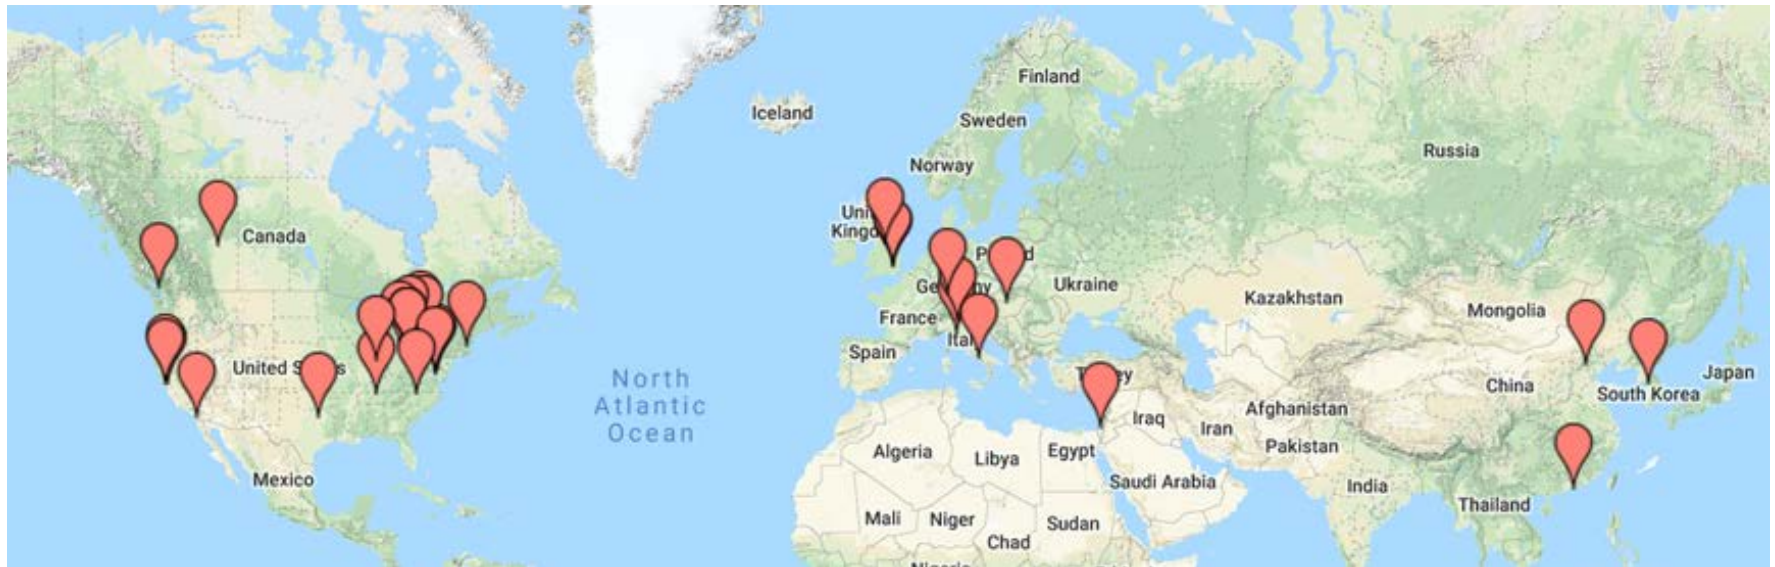 Finland
Iceland
Sweden
Norway
Russia
Canada
Ukraine
Kazakhstan
Mongolia
France
United
Spain
North
Atlantic
Ocean
China
Japan
South Korea
Afghanistan
Iraq
Iran
Pakistan
Algeria
Libya
Egypt
Saudi Arabia
India
Thailand
Mexico
Mali
Niger
Chad
Sudan